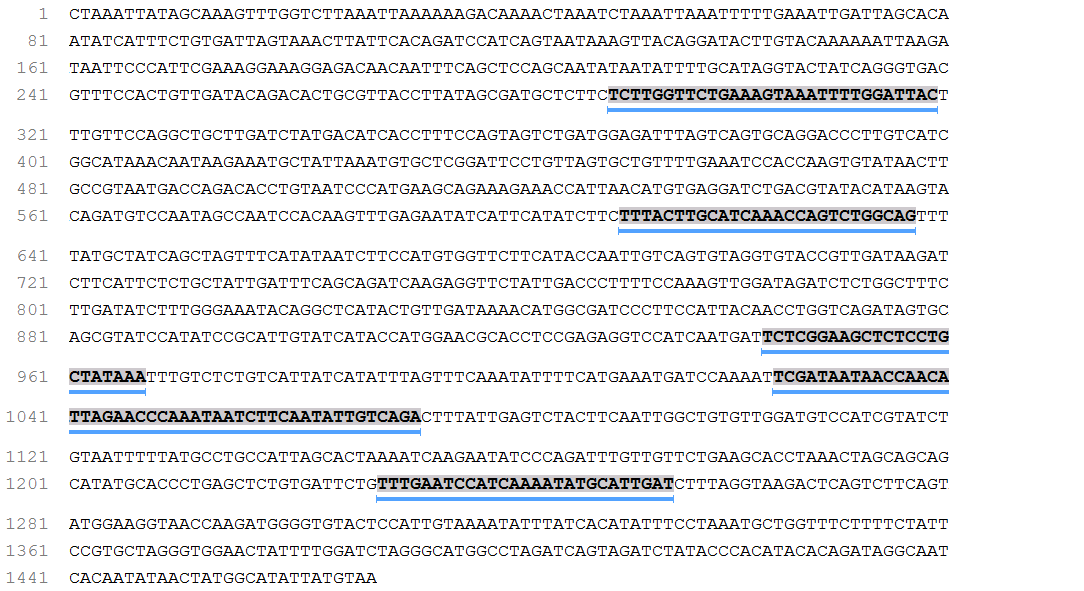 1 CTAAATTATAGCAAAGTTTGGTCTTAAATTAAAAAAGACAAAACTAAATCTAAATTAAATTTTTGAAATTGATTAGCACA
81 ATATCATTTCTGTGATTAGTAAACTTATTCACAGATCCATCAGTAATAAAGTTACAGGATACTTGTACAAAAAATTAAGA
161 TAATTCCCATTCGAAAGGAAAGGAGACAACAATTTCAGCTCCAGCAATATAATATTTTGCATAGGTACTATCAGGGTGAC
241 GTTTCCACTGTTGATACAGACACTGCGTTACCTTATAGCGATGCTCTTCTCTTGGTTCTGAAAGTAAATTTTGGATTACT
321 TTGTTCCAGGCTGCTTGATCTATGACATCACCTTTCCAGTAGTCTGATGGAGATTTAGTCAGTGCAGGACCCTTGTCATC
401 GGCATAAACAATAAGAAATGCTATTAAATGTGCTCGGATTCCTGTTAGTGCTGTTTTGAAATCCACCAAGTGTATAACTT
481 GCCGTAATGACCAGACACCTGTAATCCCATGAAGCAGAAAGAAACCATTAACATGTGAGGATCTGACGTATACATAAGTA
561 CAGATGTCCAATAGCCAATCCACAAGTTTGAGAATATCATTCATATCTTCTTTACTTGCATCAAACCAGTCTGGCAGTTT
641 TATGCTATCAGCTAGTTTCATATAATCTTCCATGTGGTTCTTCATACCAATTGTCAGTGTAGGTGTACCGTTGATAAGAT
721 CTTCATTCTCTGCTATTGATTTCAGCAGATCAAGAGGTTCTATTGACCCTTTTCCAAAGTTGGATAGATCTCTGGCTTTC
801 TTGATATCTTTGGGAAATACAGGCTCATACTGTTGATAAAACATGGCGATCCCTTCCATTACAACCTGGTCAGATAGTGC
881 AGCGTATCCATATCCGCATTGTATCATACCATGGAACGCACCTCCGAGAGGTCCATCAATGATTCTCGGAAGCTCTCCTG
961 CTATAAATTTGTCTCTGTCATTATCATATTTAGTTTCAAATATTTTCATGAAATGATCCAAAATTCGATAATAACCAACA
1041 TTAGAACCCAAATAATCTTCAATATTGTCAGACTTTATTGAGTCTACTTCAATTGGCTGTGTTGGATGTCCATCGTATCT
1121 GTAATTTTTATGCCTGCCATTAGCACTAAAATCAAGAATATCCCAGATTTGTTGTTCTGAAGCACCTAAACTAGCAGCAG
1201 CATATGCACCCTGAGCTCTGTGATTCTGTTTGAATCCATCAAAATATGCATTGATCTTTAGGTAAGACTCAGTCTTCAGT
1281 ATGGAAGGTAACCAAGATGGGGTGTACTCCATTGTAAAATATTTATCACATATTTCCTAAATGCTGGTTTCTTTTCTATT
1361 CCGTGCTAGGGTGGAACTATTTTGGATCTAGGGCATGGCCTAGATCAGTAGATCTATACCCACATACACAGATAGGCAAT
1441 CACAATATAACTATGGCATATTATGTAA